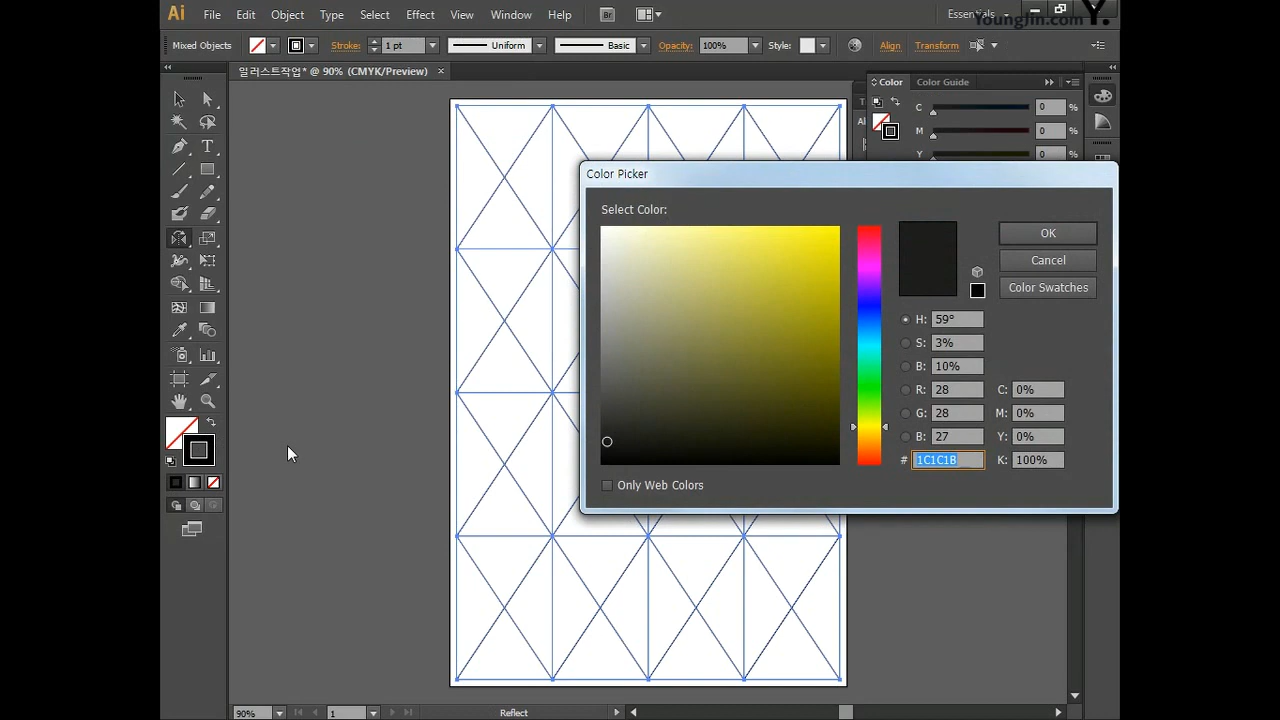 Ai File Edit Object Type Select Effect View Window Help Br Essentials
YoungJin.com Y.
Mixed Objects Stroke: 1 pt Uniform Basic Opacity: 100% Style: Align Transform
일러스트작업* @ 90% (CMYK/Preview) ×
Color Color Guide
C 0 %
M 0 %
Y 0 %
Color Picker
Select Color:
OK
Cancel
Color Swatches
H: 59°
S: 3%
B: 10%
R: 28 C: 0%
G: 28 M: 0%
B: 27 Y: 0%
# 1C1C1B K: 100%
Only Web Colors
90% 1 Reflect